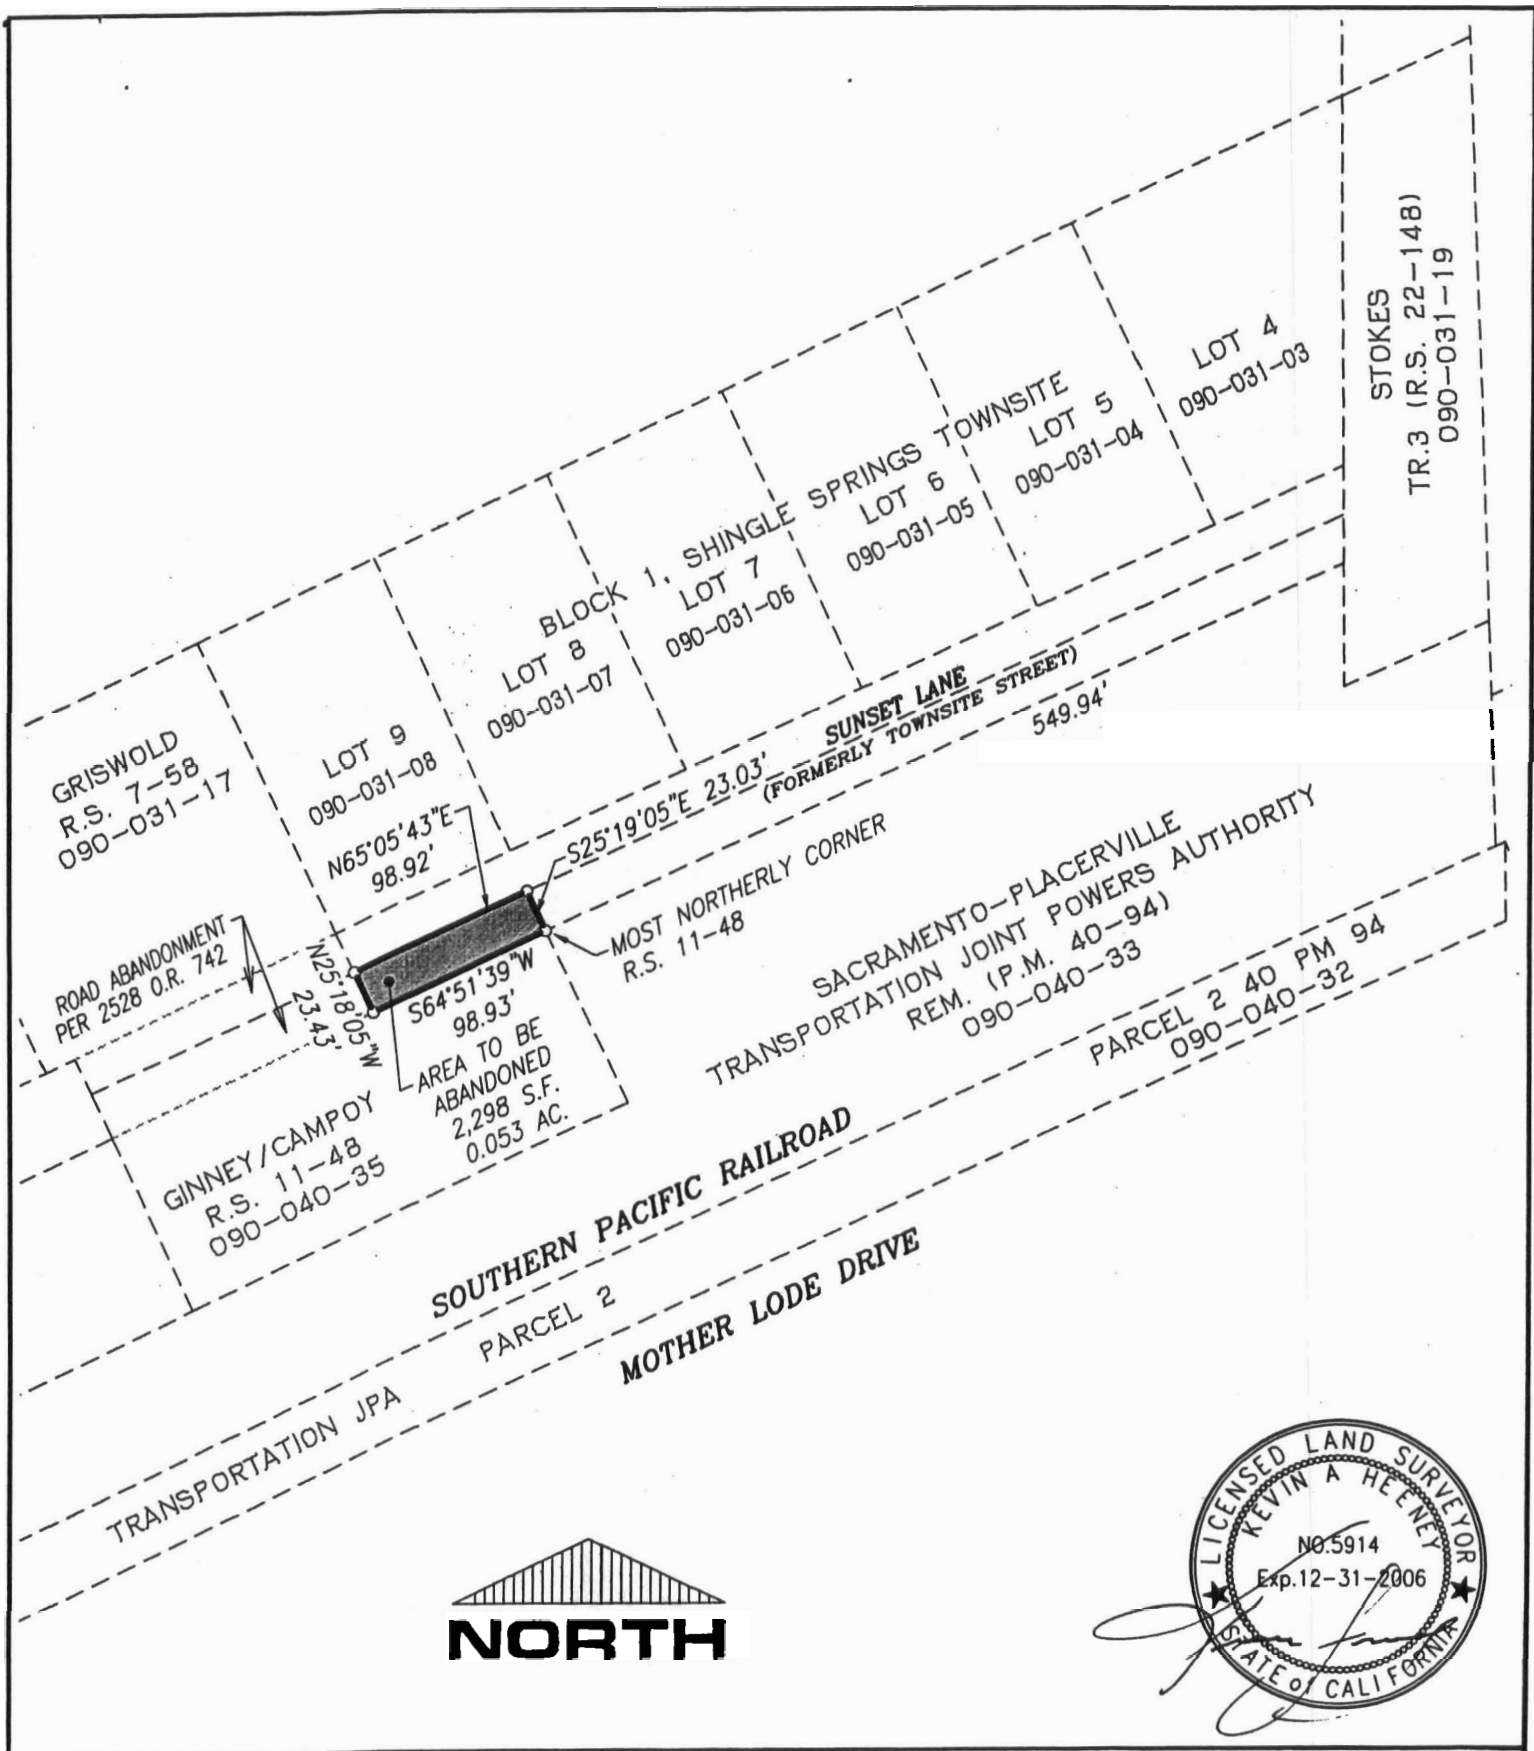 STOKES
TR.3 (R.S. 22-148)
090-031-19
LOT 4
090-031-03
LOT 5
090-031-04
LOT 6
090-031-05
BLOCK 1, SHINGLE SPRINGS TOWNSITE
LOT 7
090-031-06
LOT 8
090-031-07
LOT 9
090-031-08
GRISWOLD
R.S. 7-58
090-031-17
N65°05'43"E
98.92'
S25°19'05"E 23.03'
SUNSET LANE
(FORMERLY TOWNSITE STREET)
549.94'
MOST NORTHERLY CORNER
R.S. 11-48
ROAD ABANDONMENT
PER 2528 O.R. 742
N25°18'05"W
23.43'
S64°51'39"W
98.93'
AREA TO BE
ABANDONED
2,298 S.F.
0.053 AC.
SACRAMENTO-PLACERVILLE
TRANSPORTATION JOINT POWERS AUTHORITY
REM. (P.M. 40-94)
090-040-33
PARCEL 2 40 PM 94
090-040-32
GINNEY/CAMPOY
R.S. 11-48
090-040-35
SOUTHERN PACIFIC RAILROAD
PARCEL 2
TRANSPORTATION JPA
MOTHER LODE DRIVE
NORTH
LICENSED LAND SURVEYOR
KEVIN A HEENEY
NO.5914
Exp.12-31-2006
STATE of CALIFORNIA